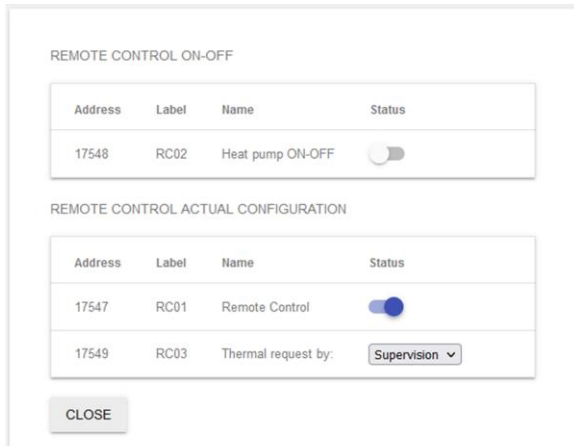 REMOTE CONTROL ON-OFF
Address Label Name Status
17548 RC02 Heat pump ON-OFF
REMOTE CONTROL ACTUAL CONFIGURATION
Address Label Name Status
17547 RC01 Remote Control
17549 RC03 Thermal request by: Supervision
CLOSE